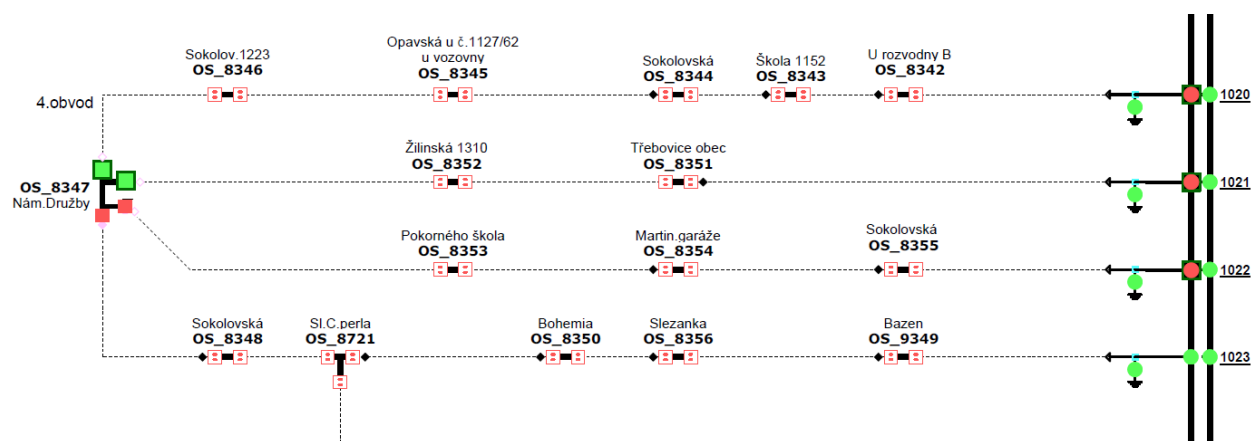 Sokolov.1223
OS_8346
Opavská u č.1127/62
u vozovny
OS_8345
Sokolovská
OS_8344
Škola 1152
OS_8343
U rozvodny B
OS_8342
4.obvod
1020
Žilinská 1310
OS_8352
Třebovice obec
OS_8351
1021
OS_8347
Nám.Družby
Pokorného škola
OS_8353
Martin.garáže
OS_8354
Sokolovská
OS_8355
1022
Sokolovská
OS_8348
Sl.C.perla
OS_8721
Bohemia
OS_8350
Slezanka
OS_8356
Bazen
OS_9349
1023